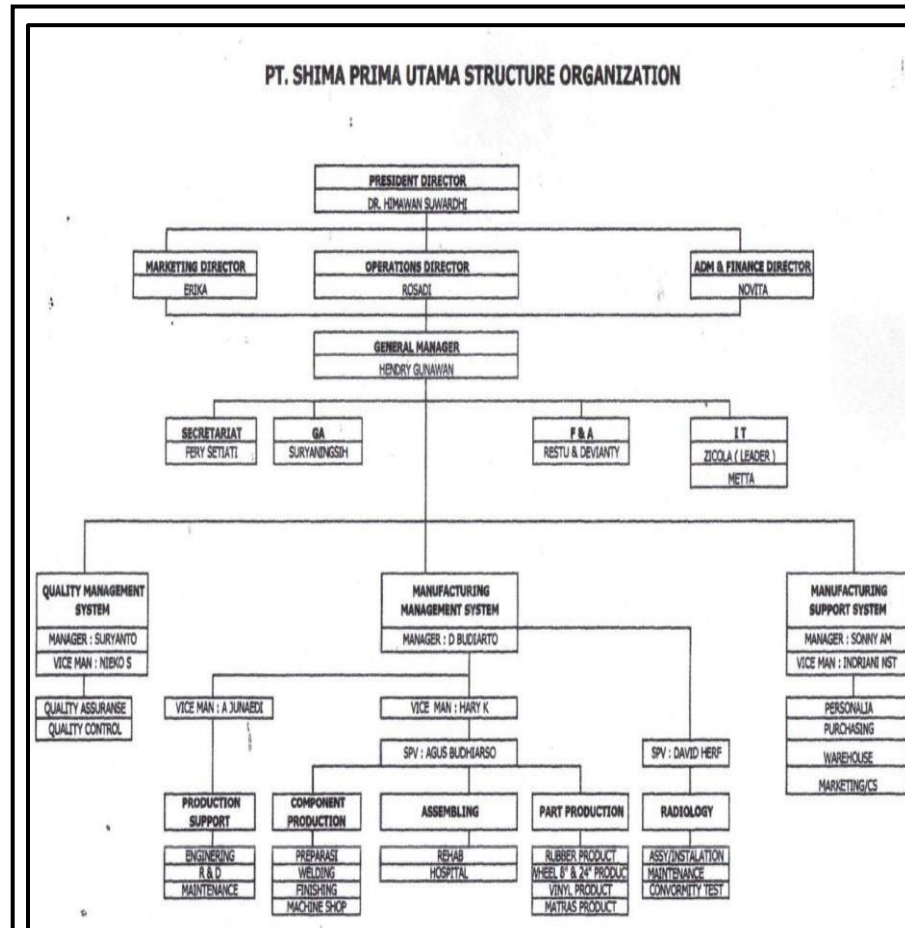 PT. SHIMA PRIMA UTAMA STRUCTURE ORGANIZATION
PRESIDENT DIRECTOR
DR. HIMAWAN SUWARDHI
MARKETING DIRECTOR
ERIKA
OPERATIONS DIRECTOR
ROSADI
ADM & FINANCE DIRECTOR
NOVITA
GENERAL MANAGER
HENDRY GUNAWAN
SECRETARIAT
FERY SETIATI
GA
SURYANINGSIH
F & A
RESTU & DEVIANTY
I T
ZICOLA ( LEADER )
METTA
QUALITY MANAGEMENT
SYSTEM
MANAGER : SURYANTO
VICE MAN : NIEKO S
QUALITY ASSURANSE
QUALITY CONTROL
MANUFACTURING
MANAGEMENT SYSTEM
MANAGER : D BUDIARTO
MANUFACTURING
SUPPORT SYSTEM
MANAGER : SONNY AM
VICE MAN : INDRIANI NST
PERSONALIA
PURCHASING
WAREHOUSE
MARKETING/CS
VICE MAN : A JUNAEDI
VICE MAN : HARY K
SPV : AGUS BUDHIARSO
SPV : DAVID HERF
PRODUCTION
SUPPORT
ENGINERING
R & D
MAINTENANCE
COMPONENT
PRODUCTION
PREPARASI
WELDING
FINISHING
MACHINE SHOP
ASSEMBLING
REHAB
HOSPITAL
PART PRODUCTION
RUBBER PRODUCT
WHEEL 8" & 24" PRODUC
VINYL PRODUCT
MATRAS PRODUCT
RADIOLOGY
ASSY/INSTALATION
MAINTENANCE
CONVORMITY TEST